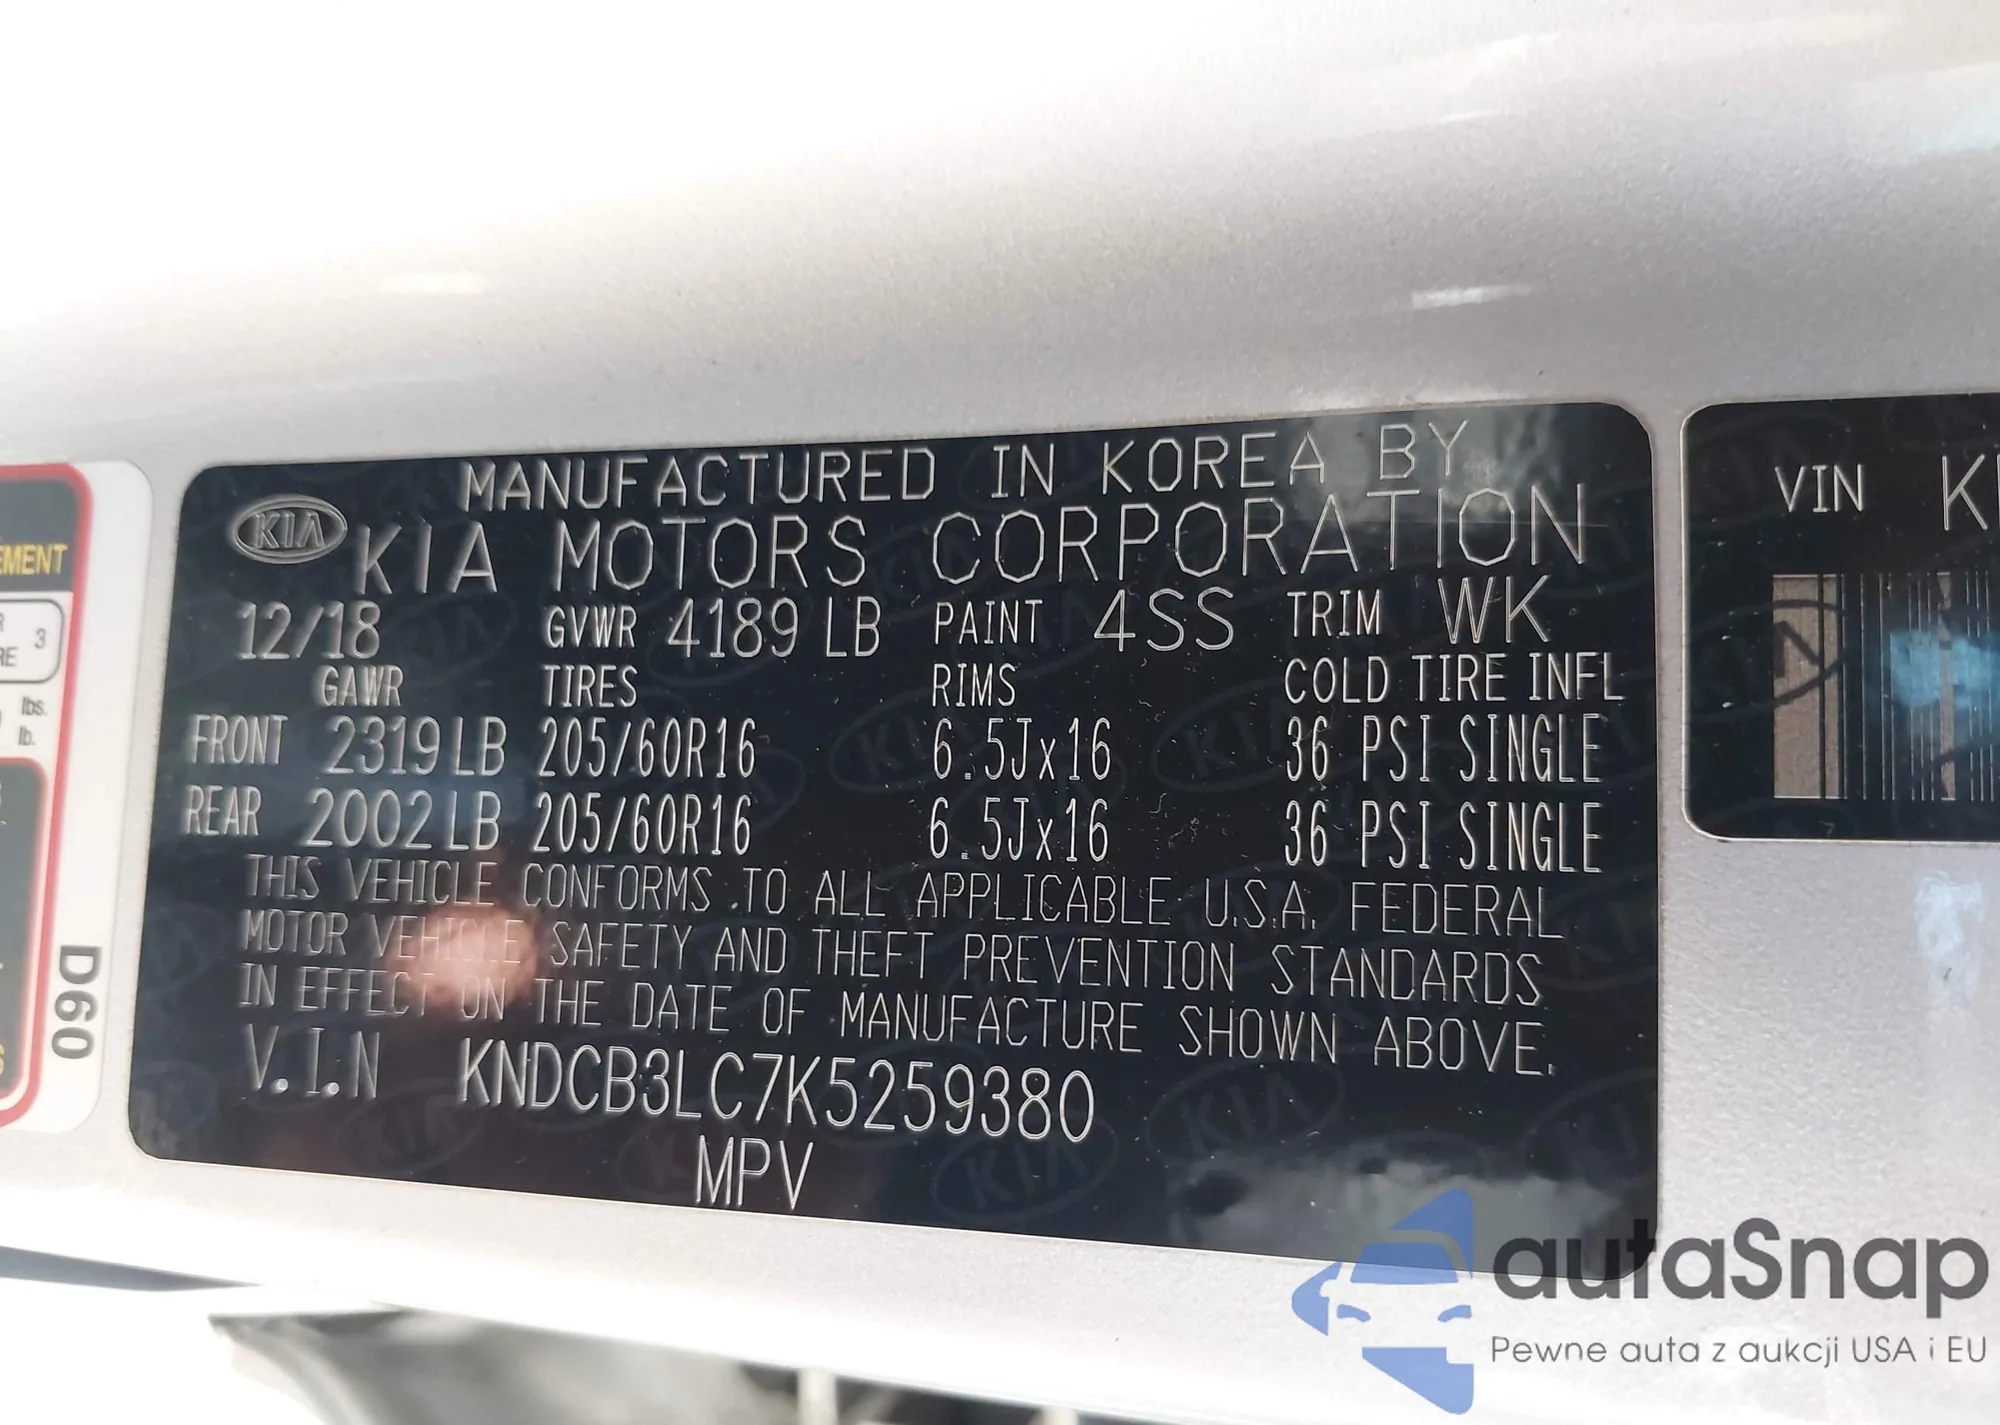 MANUFACTURED IN KOREA BY
KIA KIA MOTORS CORPORATION
12/18 GVWR 4189 LB PAINT 4SS TRIM WK
GAWR TIRES RIMS COLD TIRE INFL
FRONT 2319 LB 205/60R16 6.5Jx16 36 PSI SINGLE
REAR 2002 LB 205/60R16 6.5Jx16 36 PSI SINGLE
THIS VEHICLE CONFORMS TO ALL APPLICABLE U.S.A. FEDERAL
MOTOR VEHICLE SAFETY AND THEFT PREVENTION STANDARDS
IN EFFECT ON THE DATE OF MANUFACTURE SHOWN ABOVE.
V.I.N KNDCB3LC7K5259380
MPV
VIN
EMENT
3
lbs.
lb.
D60
autaSnap
Pewne auta z aukcji USA i EU